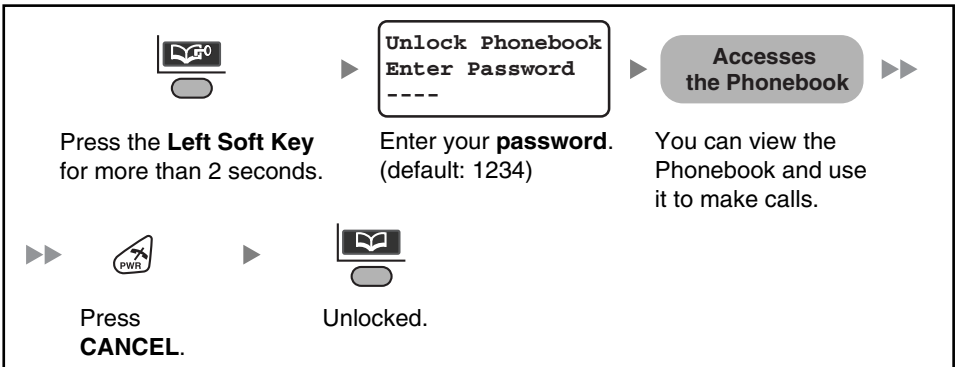 Unlock Phonebook
Enter Password
----
Accesses
the Phonebook
Press the Left Soft Key
for more than 2 seconds.
Enter your password.
(default: 1234)
You can view the
Phonebook and use
it to make calls.
PWR
Press
CANCEL.
Unlocked.